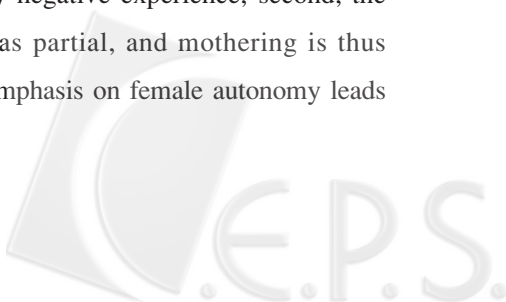 y negative experience; second, the
as partial, and mothering is thus
mphasis on female autonomy leads
C.E.P.S.